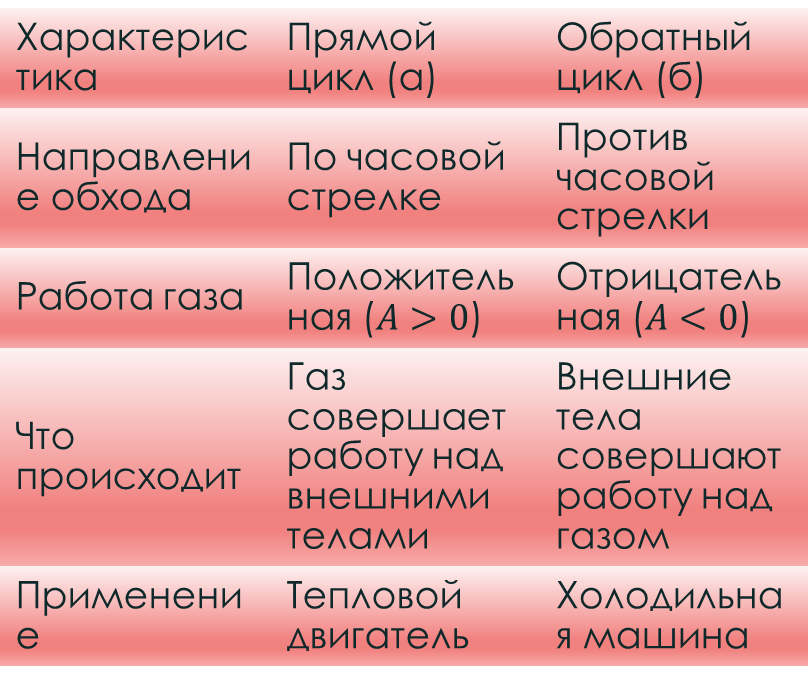 Характерис
тика
Прямой
цикл (а)
Обратный
цикл (б)
Направлени
е обхода
По часовой
стрелке
Против
часовой
стрелки
Работа газа
Положитель
ная (A > 0)
Отрицатель
ная (A < 0)
Что
происходит
Газ
совершает
работу над
внешними
телами
Внешние
тела
совершают
работу над
газом
Применени
е
Тепловой
двигатель
Холодильна
я машина